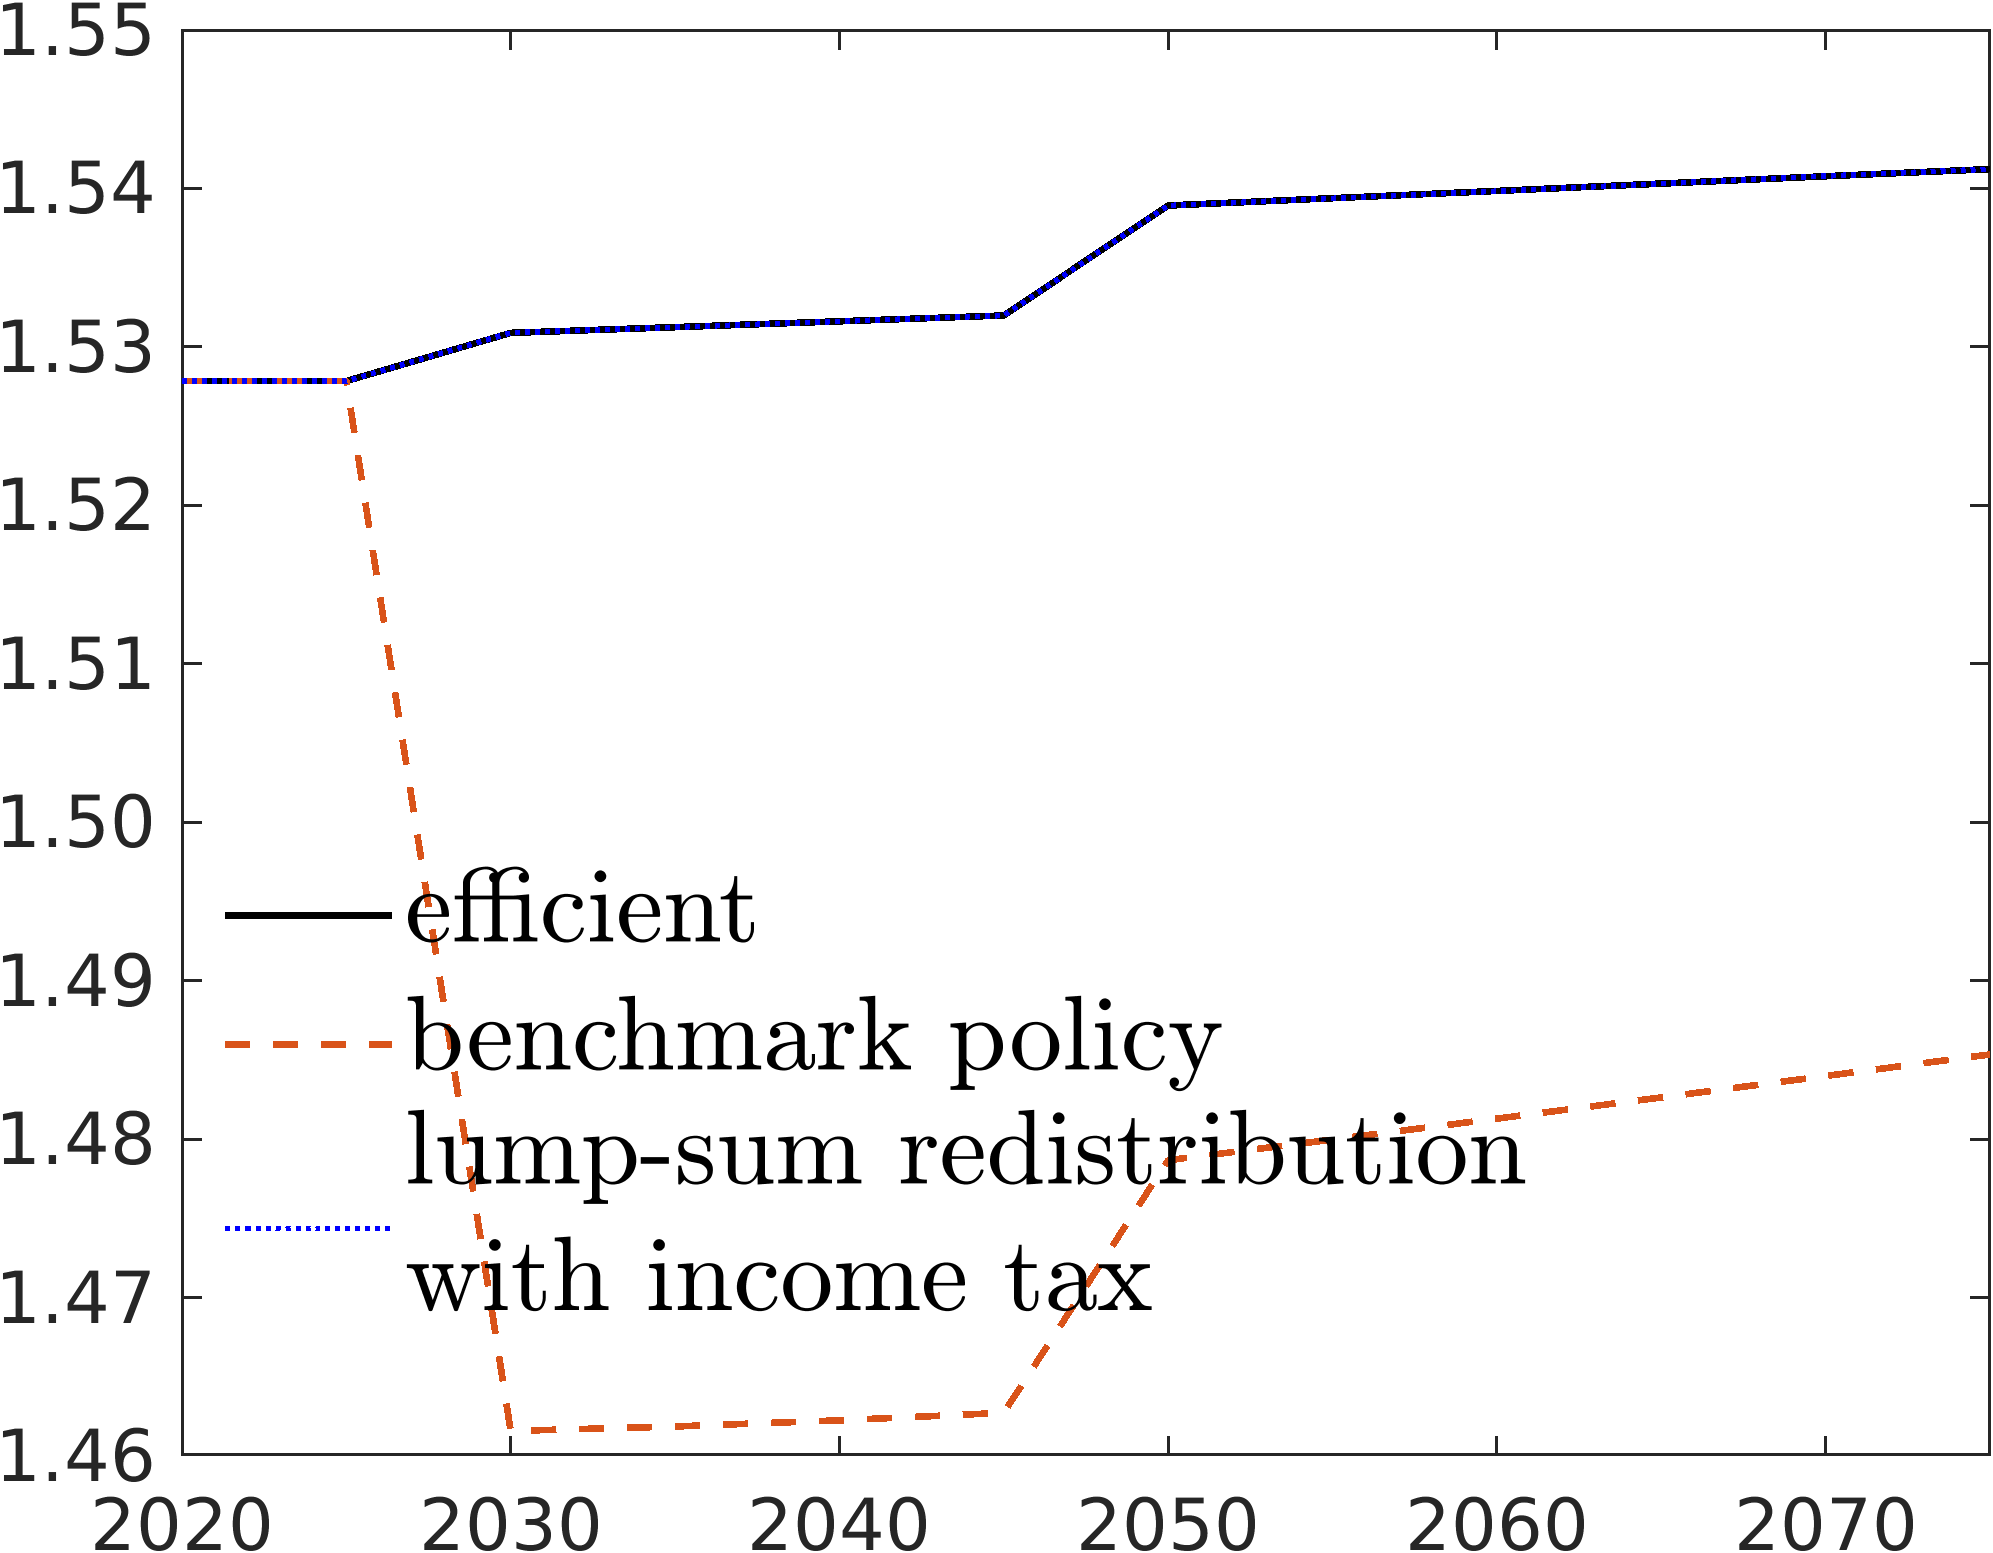 1.55
1.54
1.53
1.52
1.51
1.50
1.49
1.48
1.47
1.46
efficient
benchmark policy
lump-sum redistribution
with income tax
2020 2030 2040 2050 2060 2070